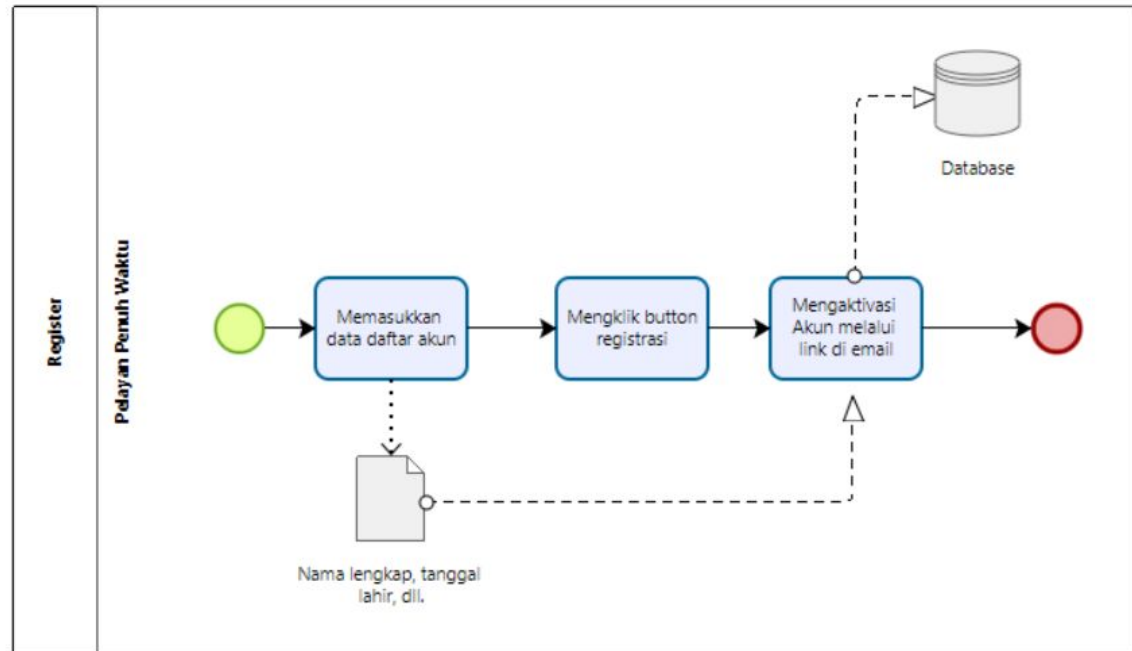 Register
Pelayan Penuh Waktu
Database
Memasukkan
data daftar akun
Mengklik button
registrasi
Mengaktivasi
Akun melalui
link di email
Nama lengkap, tanggal
lahir, dll.